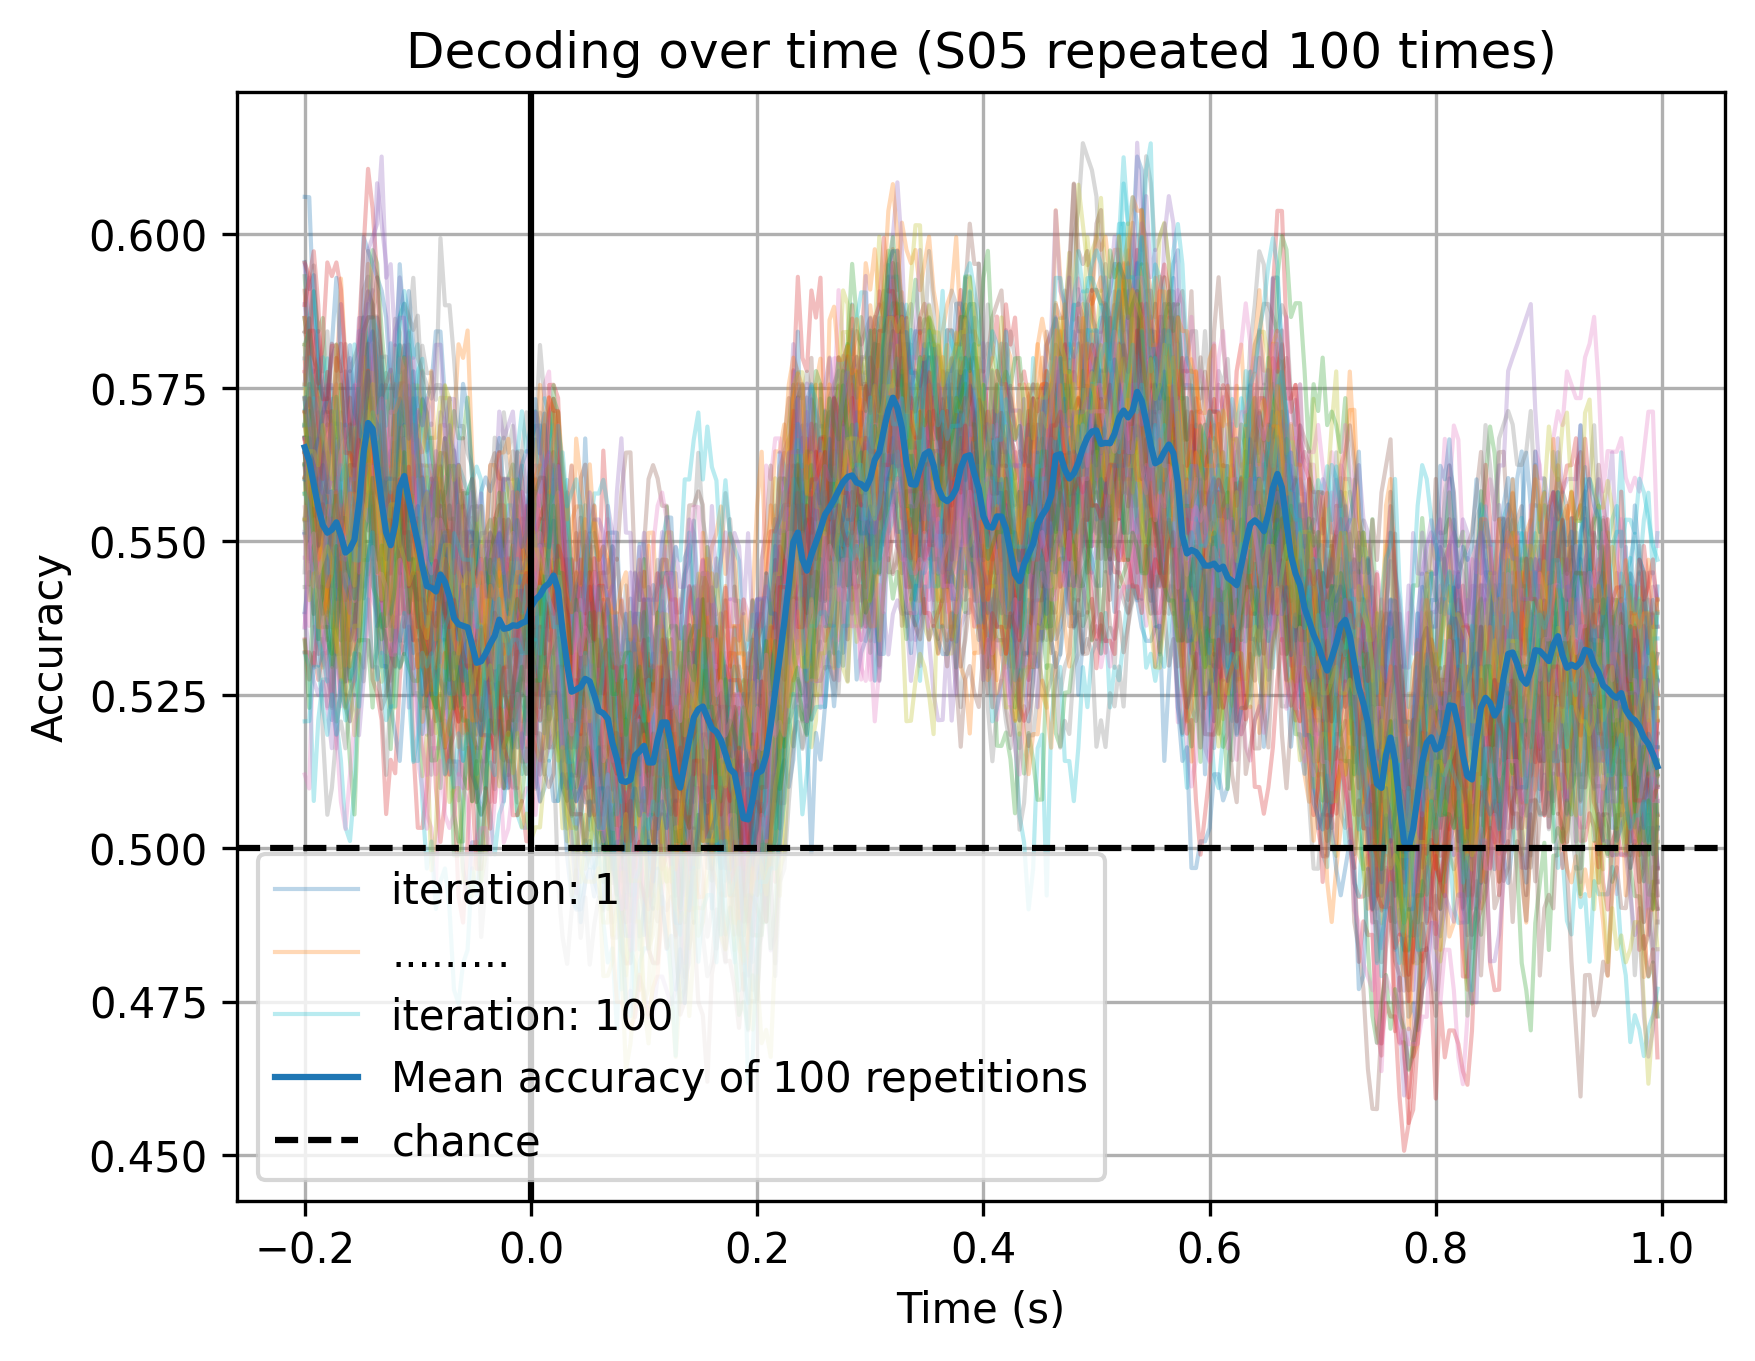 Decoding over time (S05 repeated 100 times)
Accuracy
0.600
0.575
0.550
0.525
0.500
0.475
0.450
iteration: 1
.........
iteration: 100
Mean accuracy of 100 repetitions
chance
−0.2 0.0 0.2 0.4 0.6 0.8 1.0
Time (s)